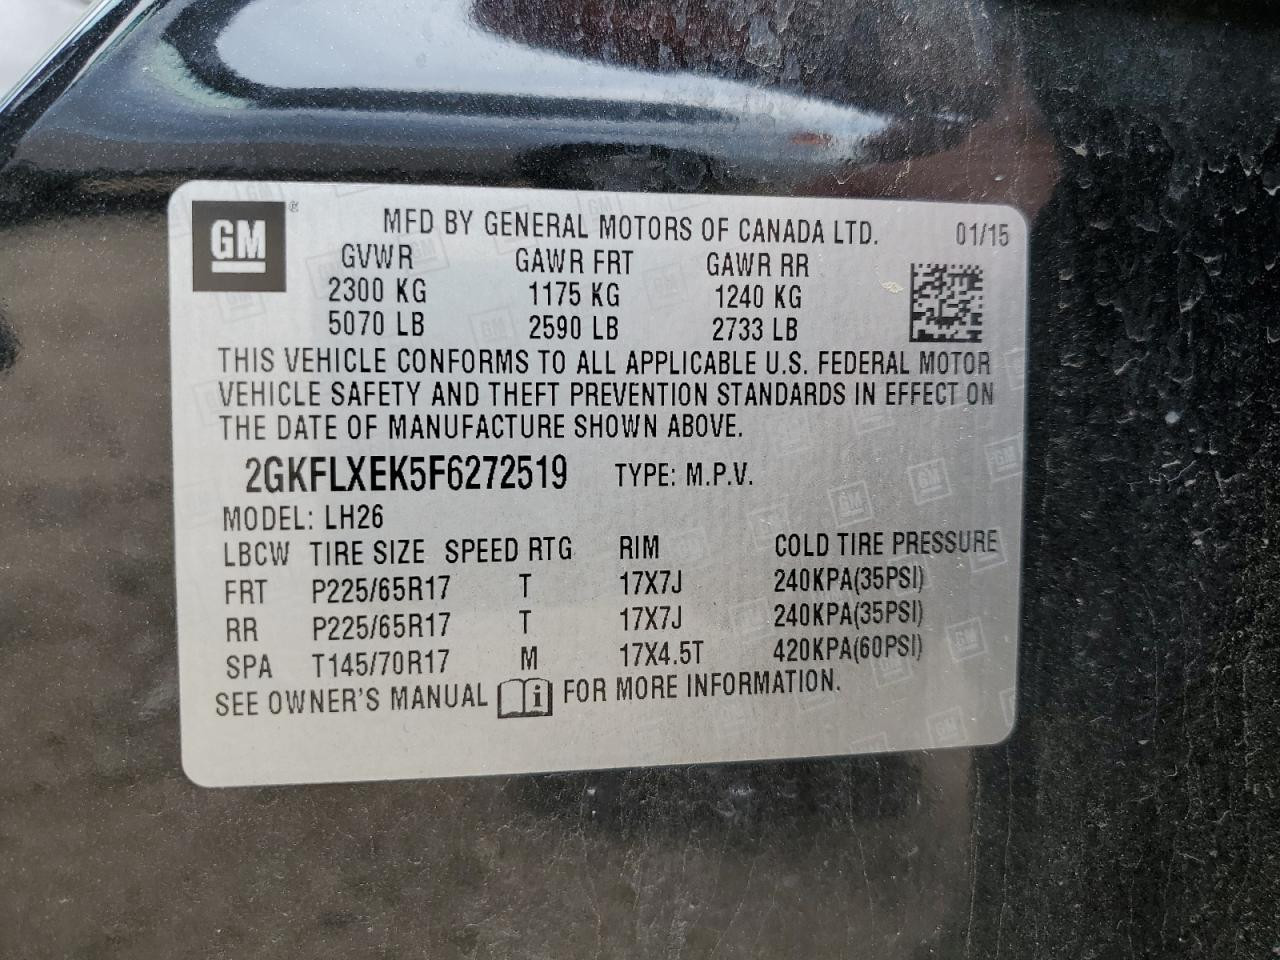 GM ® MFD BY GENERAL MOTORS OF CANADA LTD. 01/15
GVWR GAWR FRT GAWR RR
2300 KG 1175 KG 1240 KG
5070 LB 2590 LB 2733 LB
THIS VEHICLE CONFORMS TO ALL APPLICABLE U.S. FEDERAL MOTOR
VEHICLE SAFETY AND THEFT PREVENTION STANDARDS IN EFFECT ON
THE DATE OF MANUFACTURE SHOWN ABOVE.
2GKFLXEK5F6272519 TYPE: M.P.V.
MODEL: LH26
LBCW TIRE SIZE SPEED RTG RIM COLD TIRE PRESSURE
FRT P225/65R17 T 17X7J 240KPA(35PSI)
RR P225/65R17 T 17X7J 240KPA(35PSI)
SPA T145/70R17 M 17X4.5T 420KPA(60PSI)
SEE OWNER'S MANUAL i FOR MORE INFORMATION.